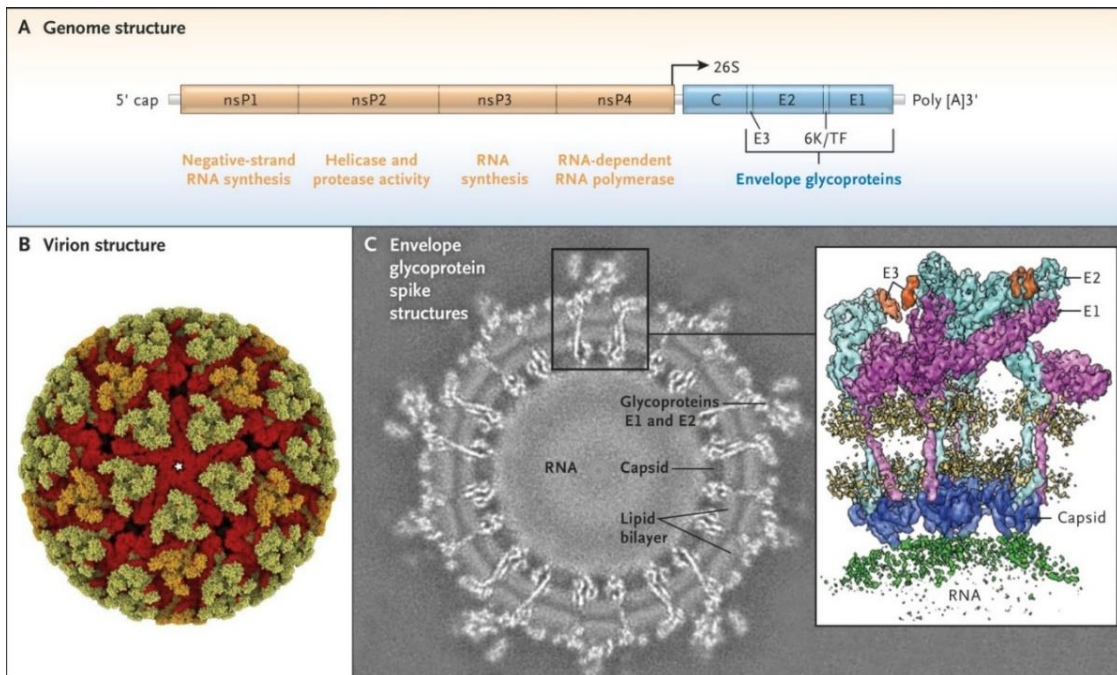 A Genome structure
26S
5' cap
nsP1
nsP2
nsP3
nsP4
C
E2
E1
Poly [A]3'
E3
6K/TF
Negative-strand
RNA synthesis
Helicase and
protease activity
RNA
synthesis
RNA-dependent
RNA polymerase
Envelope glycoproteins
B Virion structure
C Envelope
glycoprotein
spike
structures
Glycoproteins
E1 and E2
RNA
Capsid
Lipid
bilayer
E3
E2
E1
Capsid
RNA